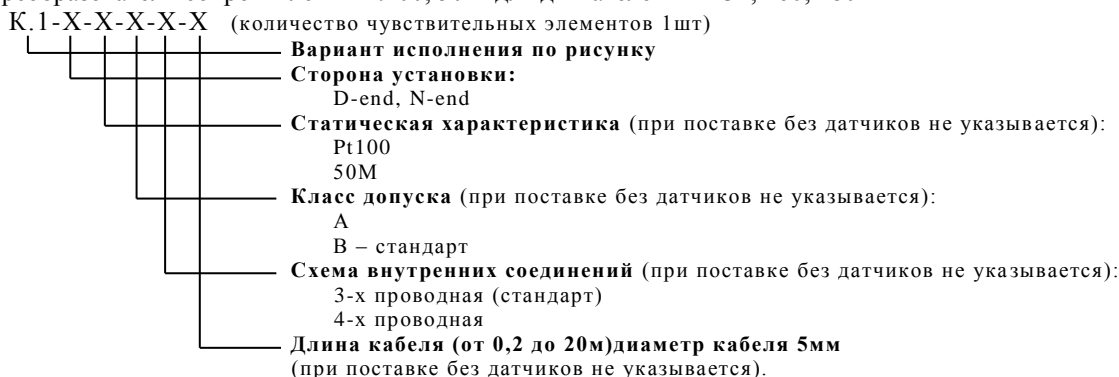 К.1-Х-Х-Х-Х-Х (количество чувствительных элементов 1шт)
Вариант исполнения по рисунку
Сторона установки:
D-end, N-end
Статическая характеристика (при поставке без датчиков не указывается):
Pt100
50М
Класс допуска (при поставке без датчиков не указывается):
А
В – стандарт
Схема внутренних соединений (при поставке без датчиков не указывается):
3-х проводная (стандарт)
4-х проводная
Длина кабеля (от 0,2 до 20м)диаметр кабеля 5мм
(при поставке без датчиков не указывается).